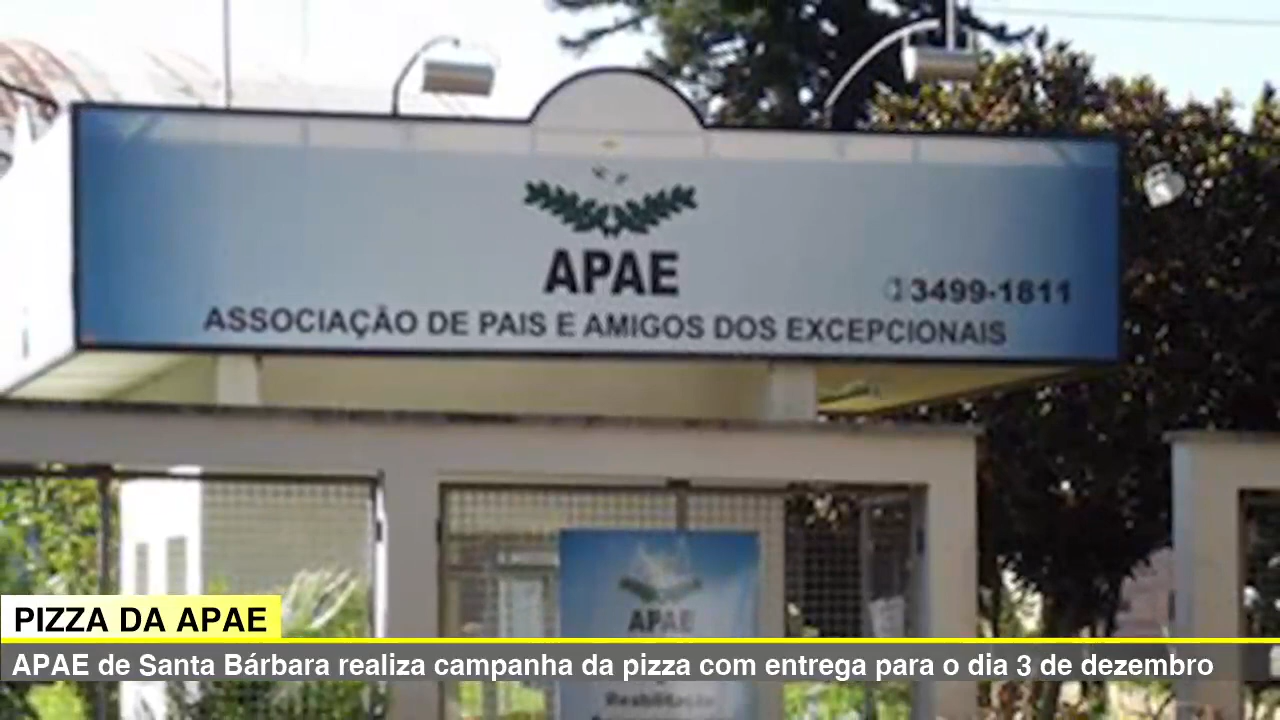 APAE
3499-1811
ASSOCIAÇÃO DE PAIS E AMIGOS DOS EXCEPCIONAIS
APAE
Reabilitação
PIZZA DA APAE
APAE de Santa Bárbara realiza campanha da pizza com entrega para o dia 3 de dezembro